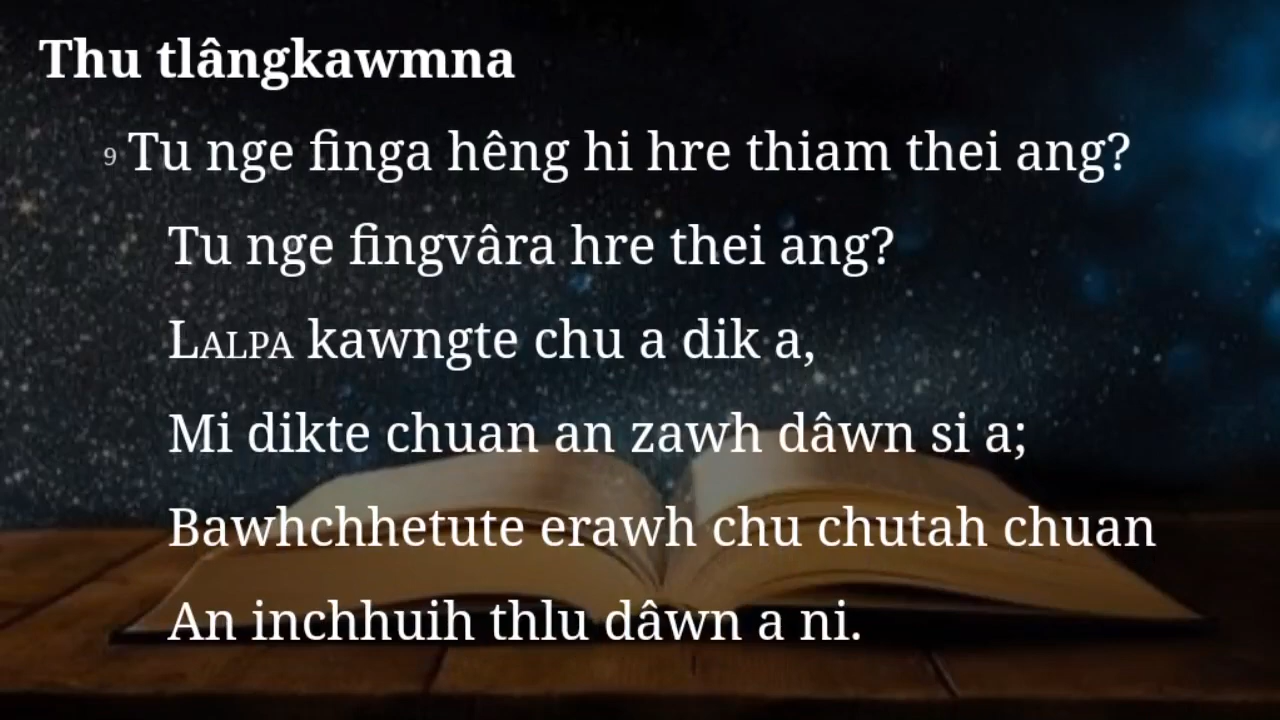 Thu tlângkawmna
9 Tu nge finga hêng hi hre thiam thei ang?
Tu nge fingvâra hre thei ang?
LALPA kawngte chu a dik a,
Mi dikte chuan an zawh dâwn si a;
Bawhchhetute erawh chu chutah chuan
An inchhuih thlu dâwn a ni.